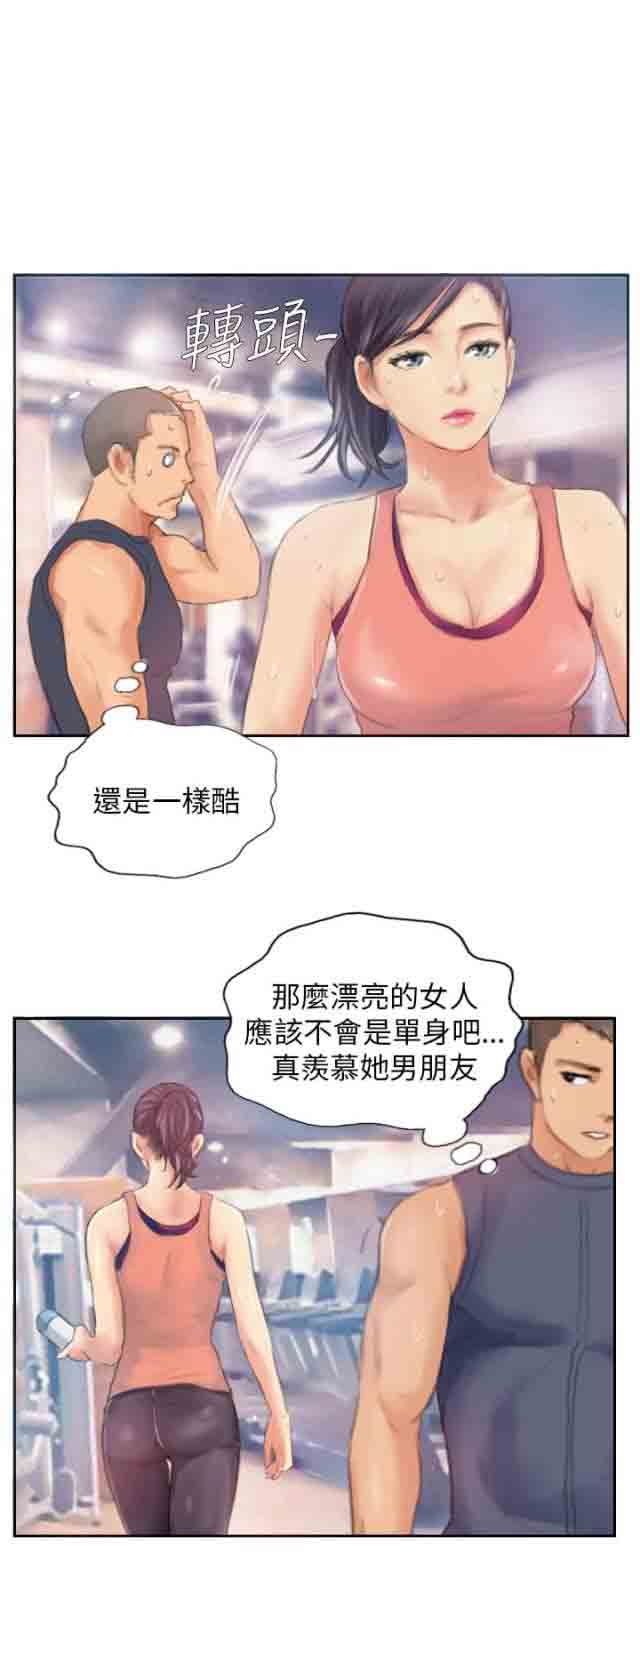 轉頭-
還是一樣酷
那麼漂亮的女人
應該不會是單身吧...
真羨慕她男朋友